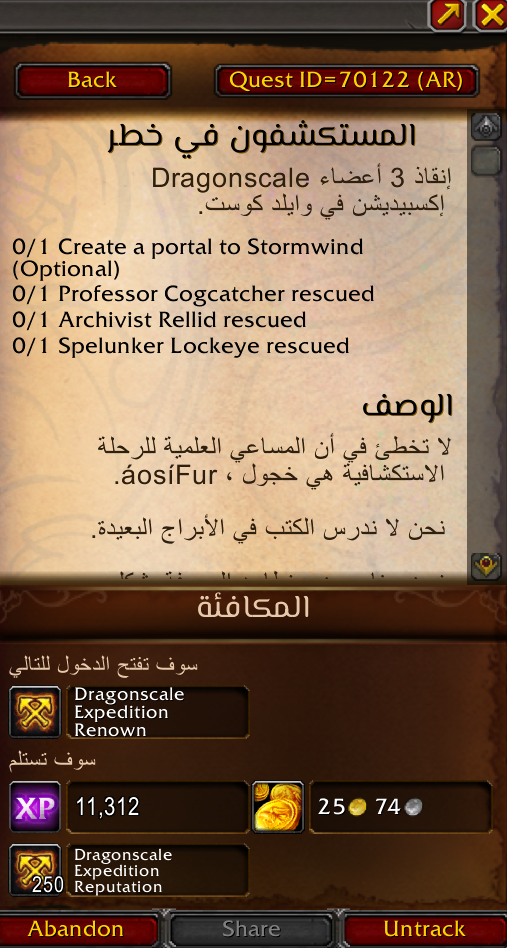 Back
Quest ID=70122 (AR)
المستكشفون في خطر
إنقاذ 3 أعضاء Dragonscale
إكسبيديشن في وايلد كوست.
0/1 Create a portal to Stormwind
(Optional)
0/1 Professor Cogcatcher rescued
0/1 Archivist Rellid rescued
0/1 Spelunker Lockeye rescued
الوصف
لا تخطئ في أن المساعي العلمية للرحلة
الاستكشافية هي خجول ، áosíFur.
نحن لا ندرس الكتب في الأبراج البعيدة.
المكافئة
سوف تفتح الدخول للتالي
Dragonscale
Expedition
Renown
سوف تستلم
XP
11,312
25 74
250
Dragonscale
Expedition
Reputation
Abandon
Share
Untrack